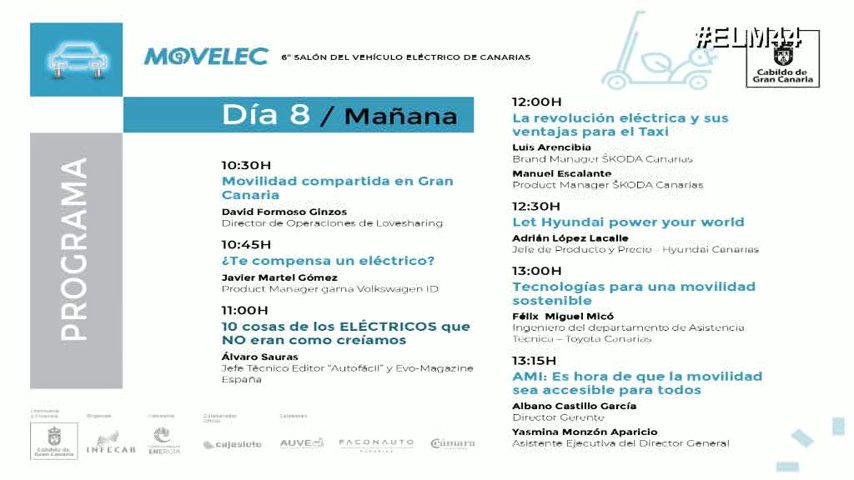 MOVELEC
6º SALÓN DEL VEHÍCULO ELÉCTRICO DE CANARIAS
#ELM44
Cabildo de
Gran Canaria
Día 8 / Mañana
PROGRAMA
10:30H
Movilidad compartida en Gran
Canaria
David Formoso Ginzos
Director de Operaciones de Lovesharing
10:45H
¿Te compensa un eléctrico?
Javier Martel Gómez
Product Manager gama Volkswagen ID
11:00H
10 cosas de los ELÉCTRICOS que
NO eran como creíamos
Álvaro Sauras
Jefe Técnico Editor "Autofácil" y Evo-Magazine
España
12:00H
La revolución eléctrica y sus
ventajas para el Taxi
Luis Arencibia
Brand Manager ŠKODA Canarias
Manuel Escalante
Product Manager ŠKODA Canarias
12:30H
Let Hyundai power your world
Adrián López Lacalle
Jefe de Producto y Precio - Hyundai Canarias
13:00H
Tecnologías para una movilidad
sostenible
Félix Miguel Micó
Ingeniero del departamento de Asistencia
Técnica – Toyota Canarias
13:15H
AMI: Es hora de que la movilidad
sea accesible para todos
Albano Castillo García
Director Gerente
Yasmina Monzón Aparicio
Asistente Ejecutiva del Director General
Cabildo de
Gran Canaria
INFECAR
ENERGÍA
cajasiete
AUVE
FACONAUTO
CANARIAS
Cámara